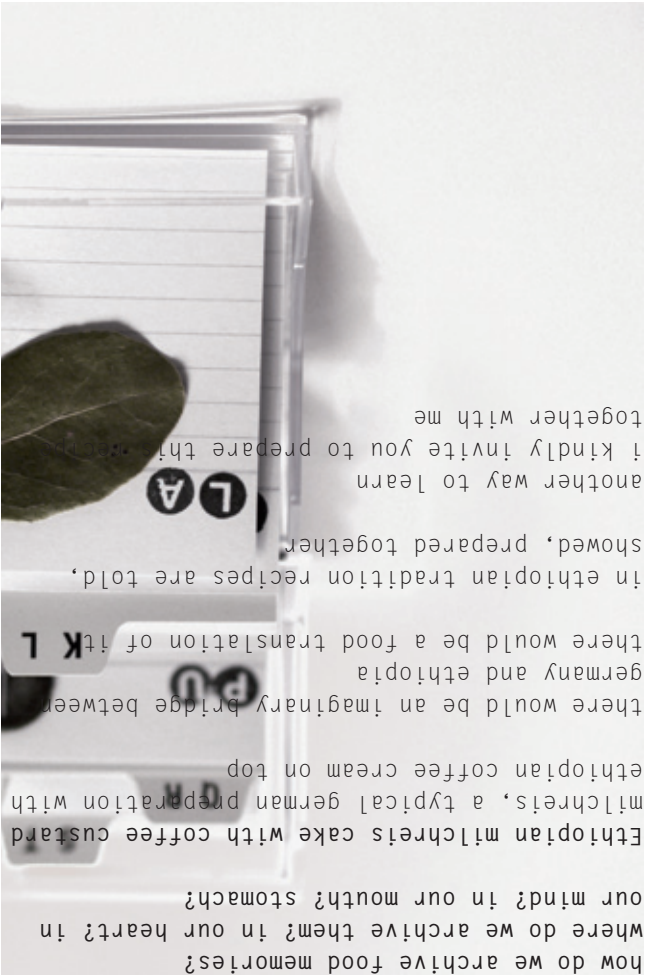 how do we archive food memories?
where do we archive them? in our heart? in
our mind? in our mouth? stomach?
Ethiopian milchreis cake with coffee custard
milchreis, a typical german preparation with
ethiopian coffee cream on top
there would be an imaginary bridge between
germany and ethiopia
there would be a food translation of it
in ethiopian tradition recipes are told,
showed, prepared together
another way to learn
i kindly invite you to prepare this recipe
together with me
Q R
P U
K L
L A